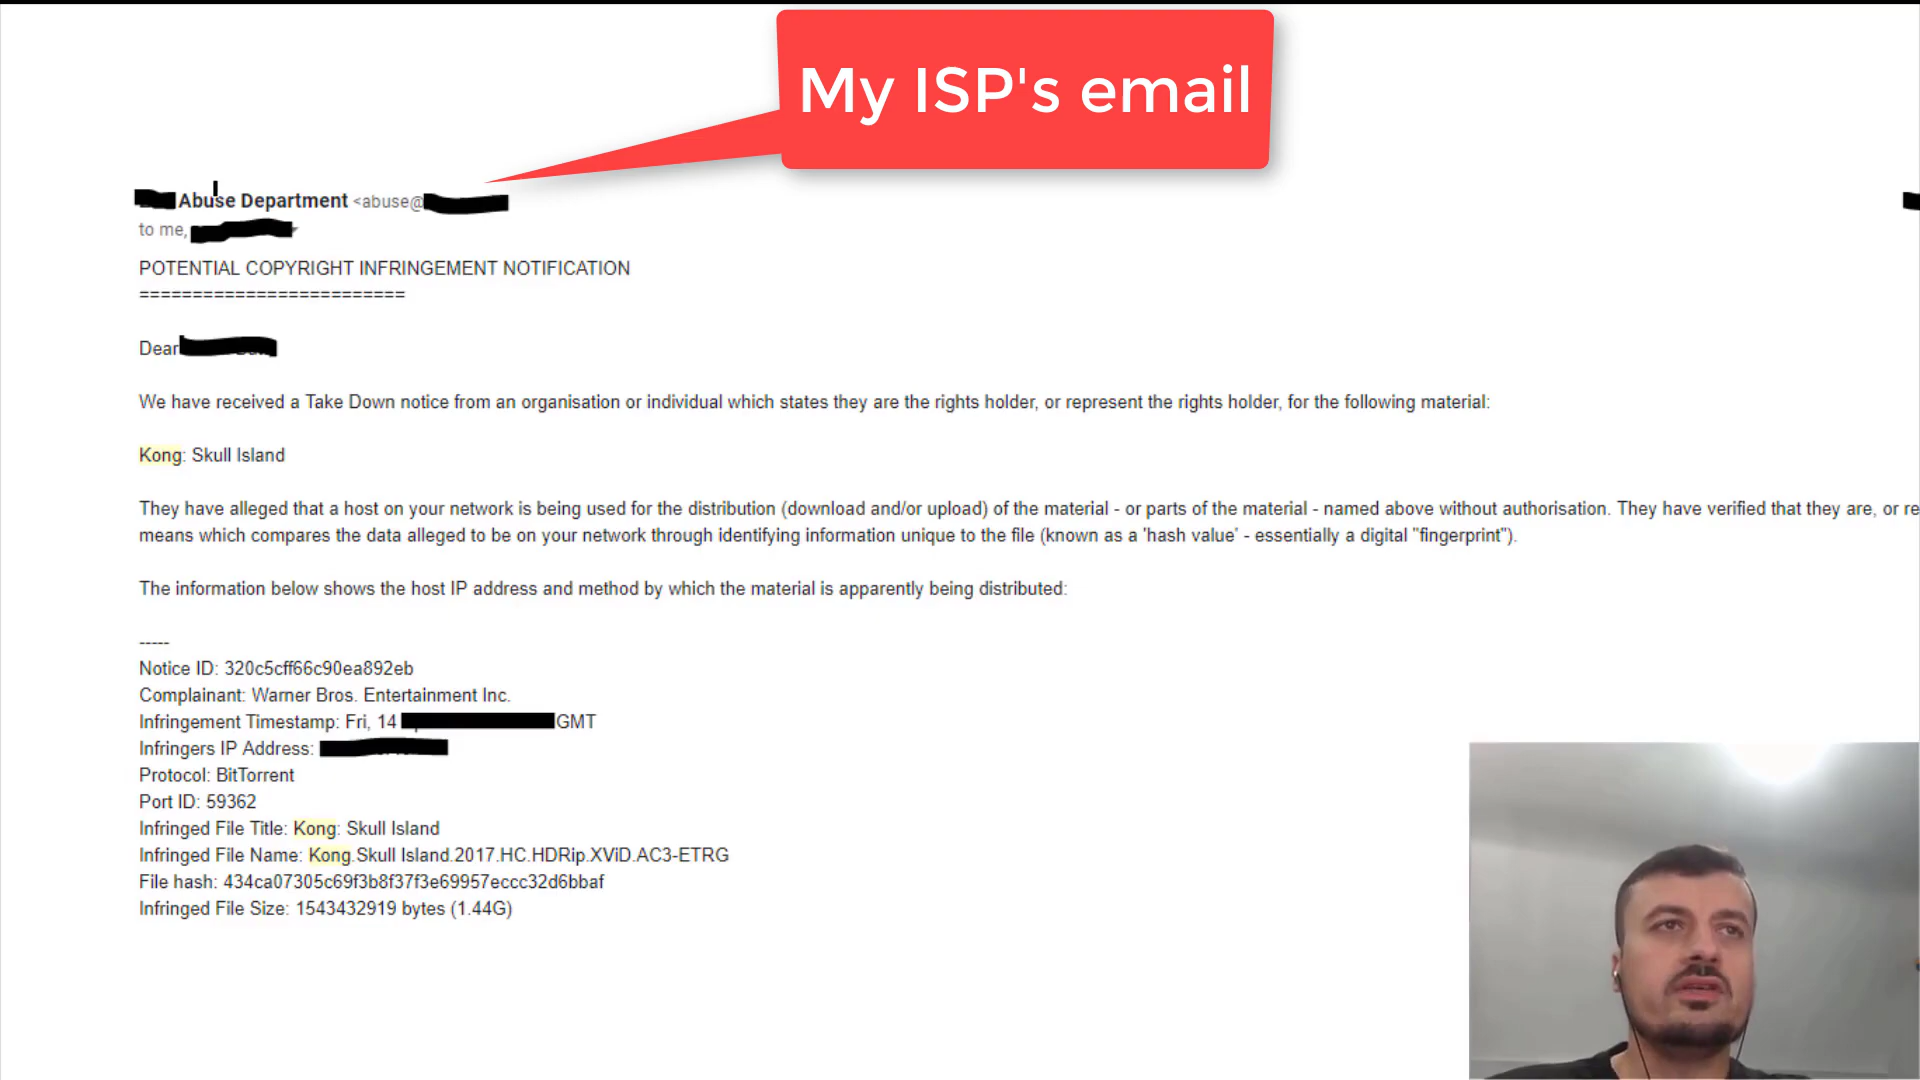 My ISP's email
Abuse Department <abuse@
to me,
POTENTIAL COPYRIGHT INFRINGEMENT NOTIFICATION
=========================
Dear
We have received a Take Down notice from an organisation or individual which states they are the rights holder, or represent the rights holder, for the following material:
Kong: Skull Island
They have alleged that a host on your network is being used for the distribution (download and/or upload) of the material - or parts of the material - named above without authorisation. They have verified that they are, or re
means which compares the data alleged to be on your network through identifying information unique to the file (known as a 'hash value' - essentially a digital "fingerprint").
The information below shows the host IP address and method by which the material is apparently being distributed:
-----
Notice ID: 320c5cff66c90ea892eb
Complainant: Warner Bros. Entertainment Inc.
Infringement Timestamp: Fri, 14 GMT
Infringers IP Address:
Protocol: BitTorrent
Port ID: 59362
Infringed File Title: Kong: Skull Island
Infringed File Name: Kong.Skull Island.2017.HC.HDRip.XViD.AC3-ETRG
File hash: 434ca07305c69f3b8f37f3e69957eccc32d6bbaf
Infringed File Size: 1543432919 bytes (1.44G)